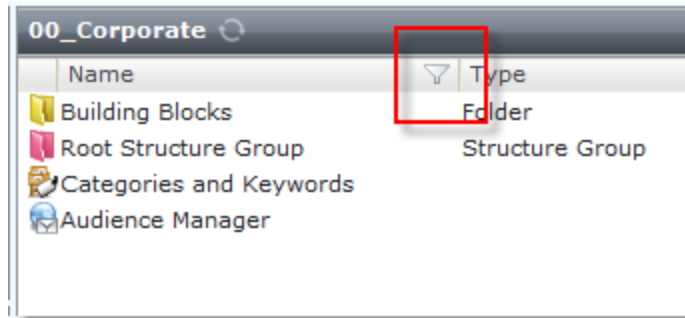 00_Corporate
Name Type
Building Blocks Folder
Root Structure Group Structure Group
Categories and Keywords
Audience Manager